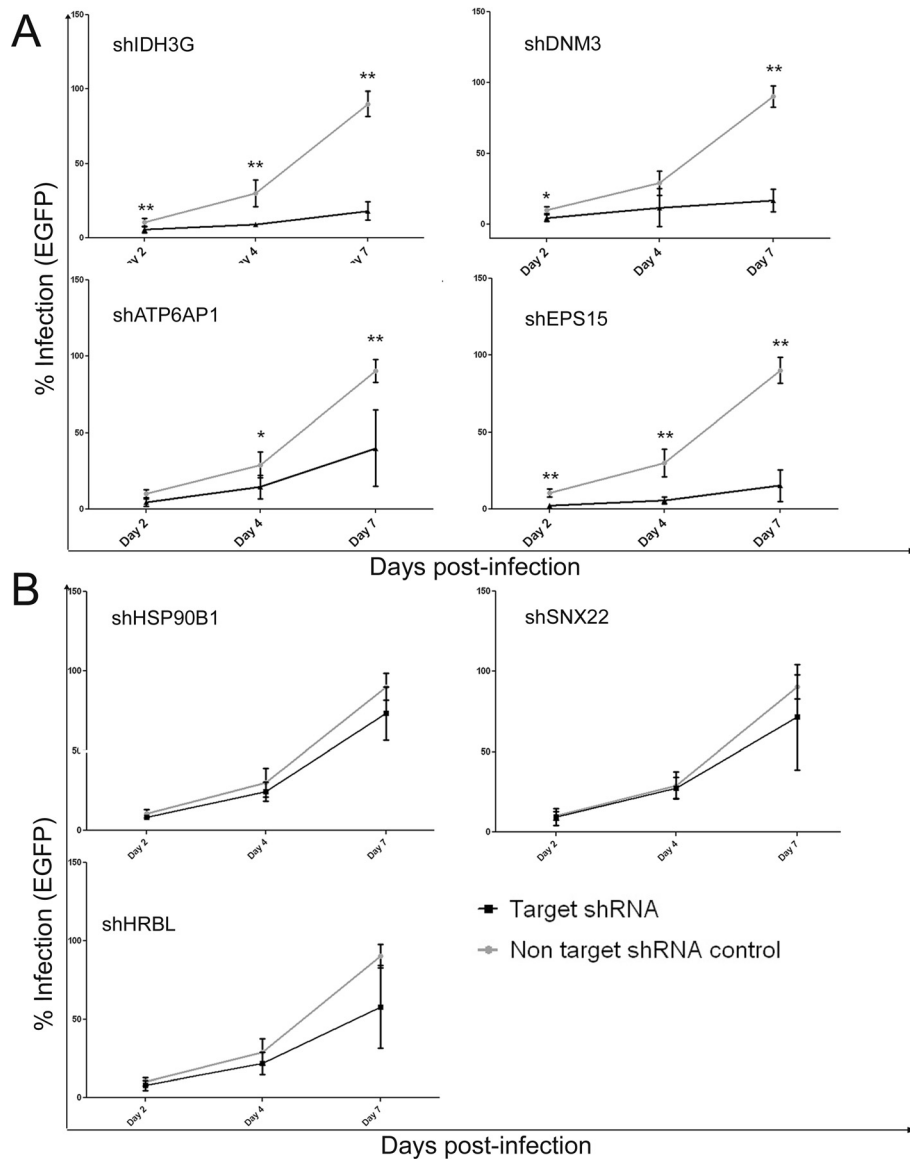 A
% Infection (EGFP)
shIDH3G
150
100
50
0
** ** **
Day 7
shDNM3
150
100
50
0
* **
Day 2 Day 4 Day 7
shATP6AP1
150
100
50
0
* **
Day 2 Day 4 Day 7
shEPS15
150
100
50
0
** ** **
Day 2 Day 4 Day 7
Days post-infection
B
% Infection (EGFP)
shHSP90B1
150
100
50
0
Day 2 Day 4 Day 7
shSNX22
150
100
50
0
Day 2 Day 4 Day 7
shHRBL
150
100
50
0
Day 2 Day 4 Day 7
Target shRNA
Non target shRNA control
Days post-infection